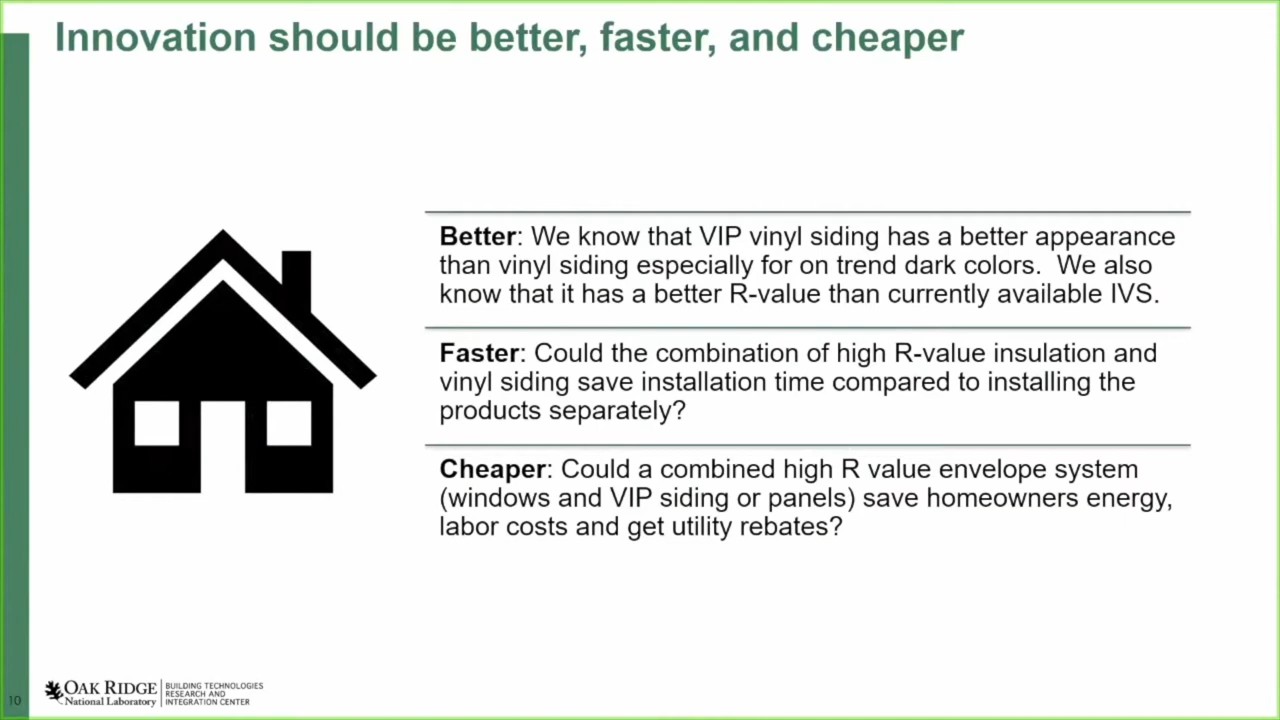 Innovation should be better, faster, and cheaper
Better: We know that VIP vinyl siding has a better appearance
than vinyl siding especially for on trend dark colors.  We also
know that it has a better R-value than currently available IVS.
Faster: Could the combination of high R-value insulation and
vinyl siding save installation time compared to installing the
products separately?
Cheaper: Could a combined high R value envelope system
(windows and VIP siding or panels) save homeowners energy,
labor costs and get utility rebates?
10
OAK RIDGE
National Laboratory
BUILDING TECHNOLOGIES
RESEARCH AND
INTEGRATION CENTER